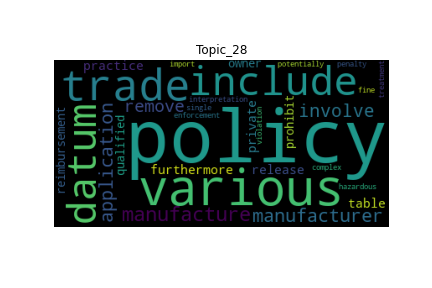 Topic_28
practice import owner potentially penalty
trade include fine treatment
datum application remove interpretation single private prohibit involve
reimbursement qualified enforcement policy violation
furthermore release complex
various hazardous
manufacture manufacturer table